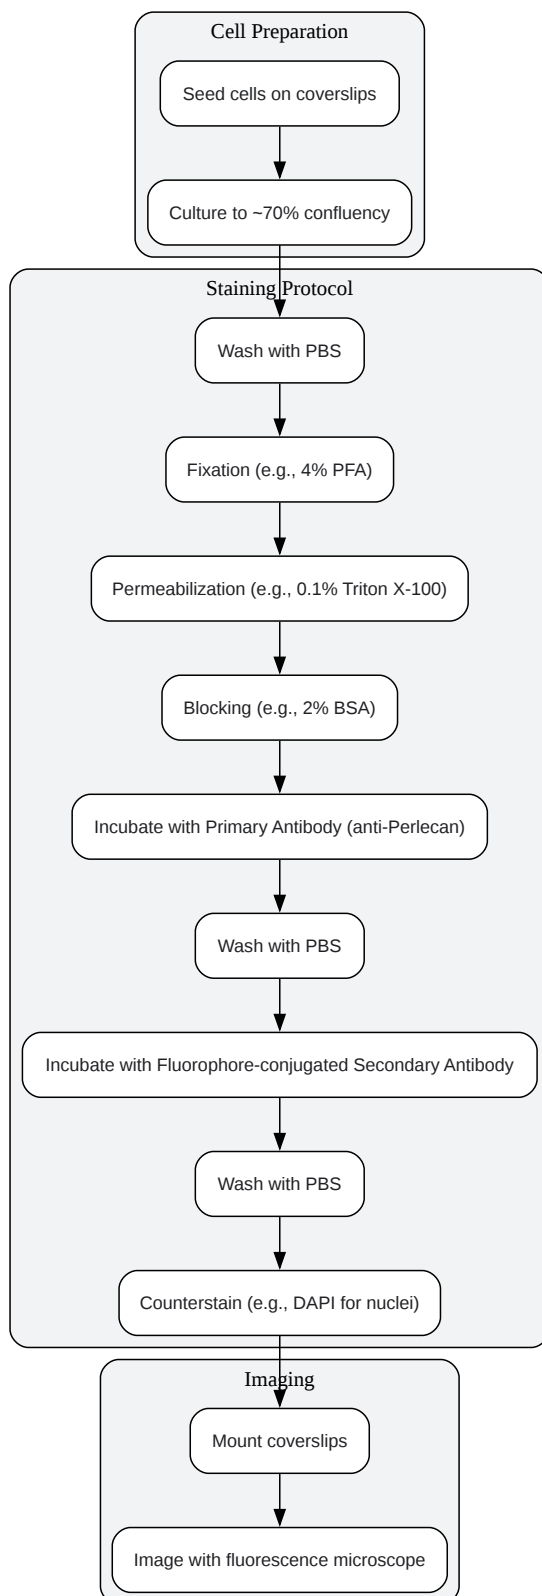 Cell Preparation
Seed cells on coverslips
Culture to ~70% confluency
Staining Protocol
Wash with PBS
Fixation (e.g., 4% PFA)
Permeabilization (e.g., 0.1% Triton X-100)
Blocking (e.g., 2% BSA)
Incubate with Primary Antibody (anti-Perlecan)
Wash with PBS
Incubate with Fluorophore-conjugated Secondary Antibody
Wash with PBS
Counterstain (e.g., DAPI for nuclei)
Imaging
Mount coverslips
Image with fluorescence microscope